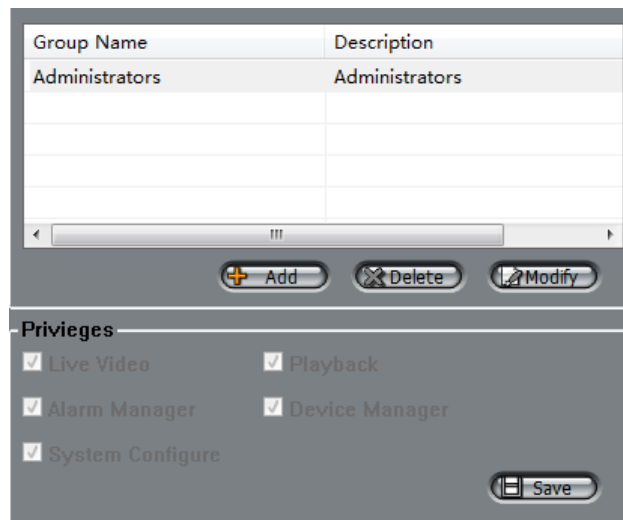 Group Name Description
Administrators Administrators
Add Delete Modify
Privieges
Live Video Playback
Alarm Manager Device Manager
System Configure
Save